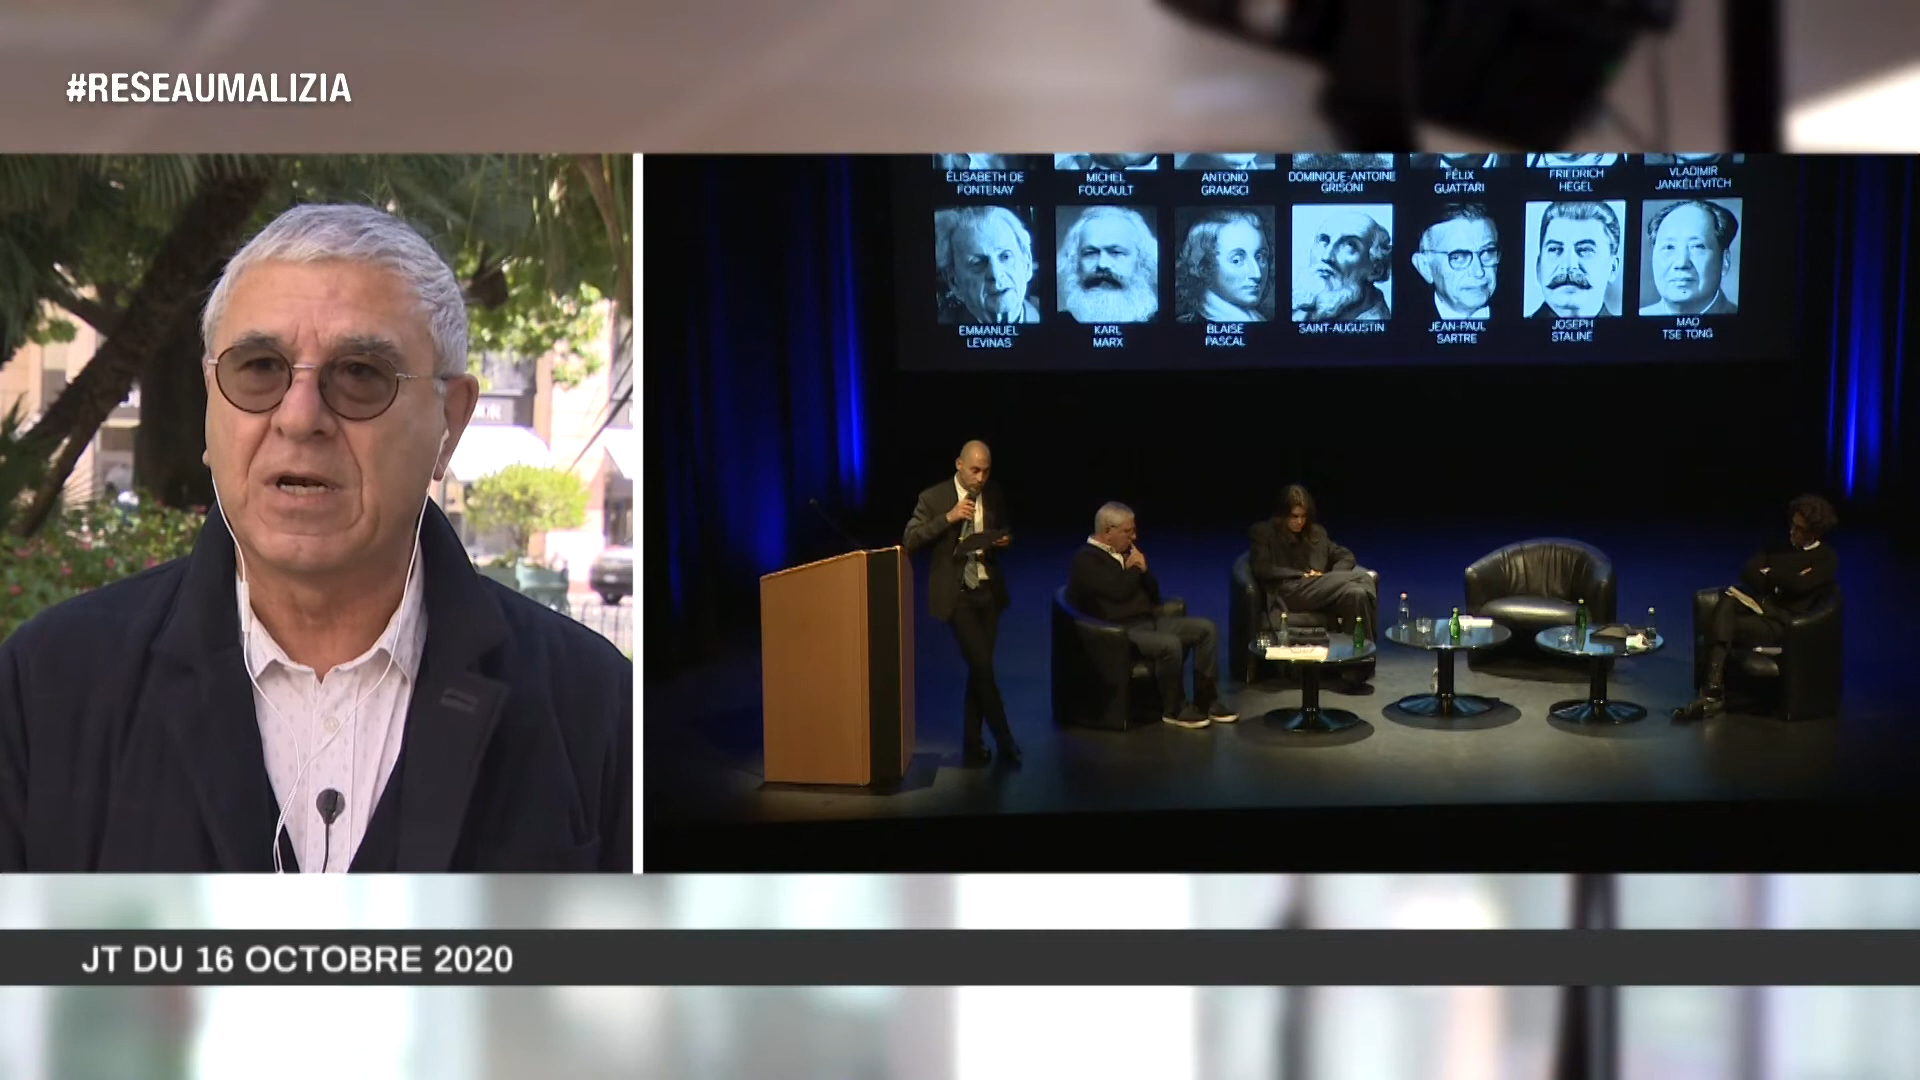 #RESEAUMALIZIA
ÉLISABETH DE
FONTENAY
MICHEL
FOUCAULT
ANTONIO
GRAMSCI
DOMINIQUE-ANTOINE
GRISONI
FÉLIX
GUATTARI
FRIEDRICH
HEGEL
VLADIMIR
JANKÉLÉVITCH
EMMANUEL
LEVINAS
KARL
MARX
BLAISE
PASCAL
SAINT-AUGUSTIN
JEAN-PAUL
SARTRE
JOSEPH
STALINE
MAO
TSE TONG
JT DU 16 OCTOBRE 2020